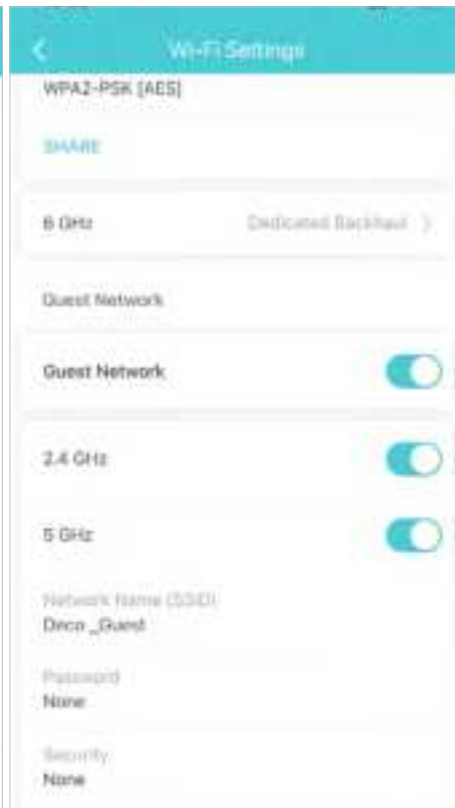 Wi-Fi Settings
WPA2-PSK [AES]
SHARE
6 GHz Dedicated Backhaul
Guest Network
Guest Network
2.4 GHz
5 GHz
Network Name (SSID)
Deco _Guest
Password
None
Security
None